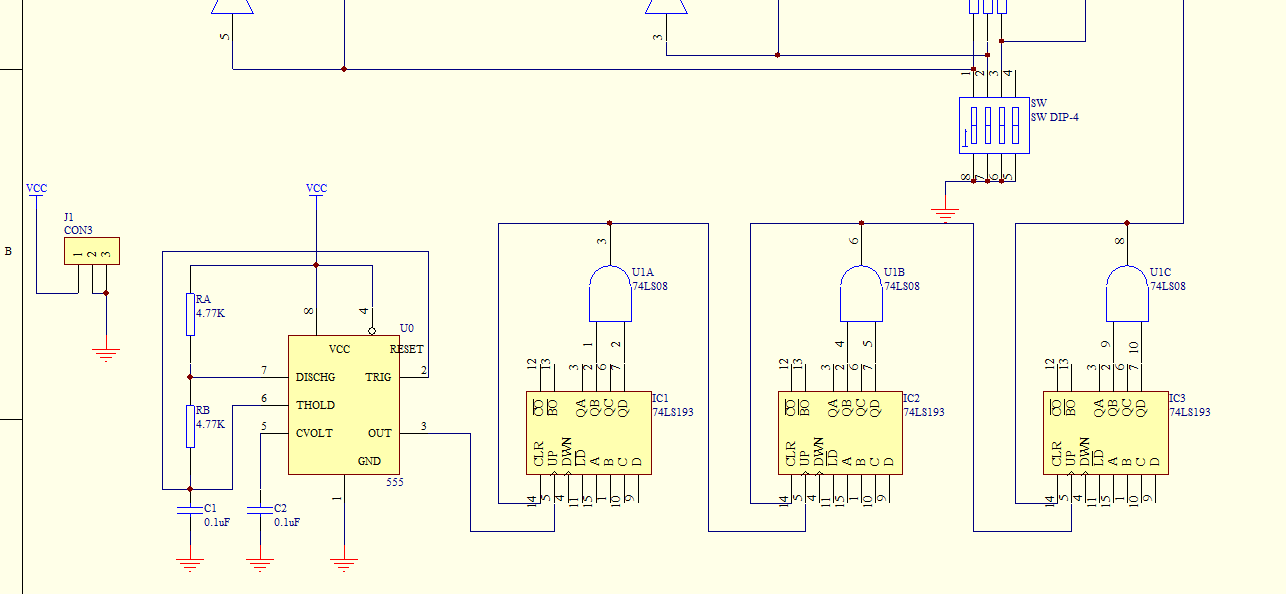 5
3
1
2
3
4
SW
SW DIP-4
8
7
6
5
VCC
J1
CON3
1 2 3
B
VCC
RA
4.77K
8
4
U0
VCC
RESET
7
DISCHG
TRIG
2
RB
4.77K
6
THOLD
5
CVOLT
OUT
3
GND
1
555
C1
0.1uF
C2
0.1uF
3
U1A
74LS08
1
2
12
13
3
2
6
7
CO
BO
QA
QB
QC
QD
IC1
74LS193
CLR
UP
DWN
LD
A
B
C
D
14
5
4
11
15
1
10
9
6
U1B
74LS08
4
5
12
13
3
2
6
7
CO
BO
QA
QB
QC
QD
IC2
74LS193
CLR
UP
DWN
LD
A
B
C
D
14
5
4
11
15
1
10
9
8
U1C
74LS08
9
10
12
13
3
2
6
7
CO
BO
QA
QB
QC
QD
IC3
74LS193
CLR
UP
DWN
LD
A
B
C
D
14
5
4
11
15
1
10
9